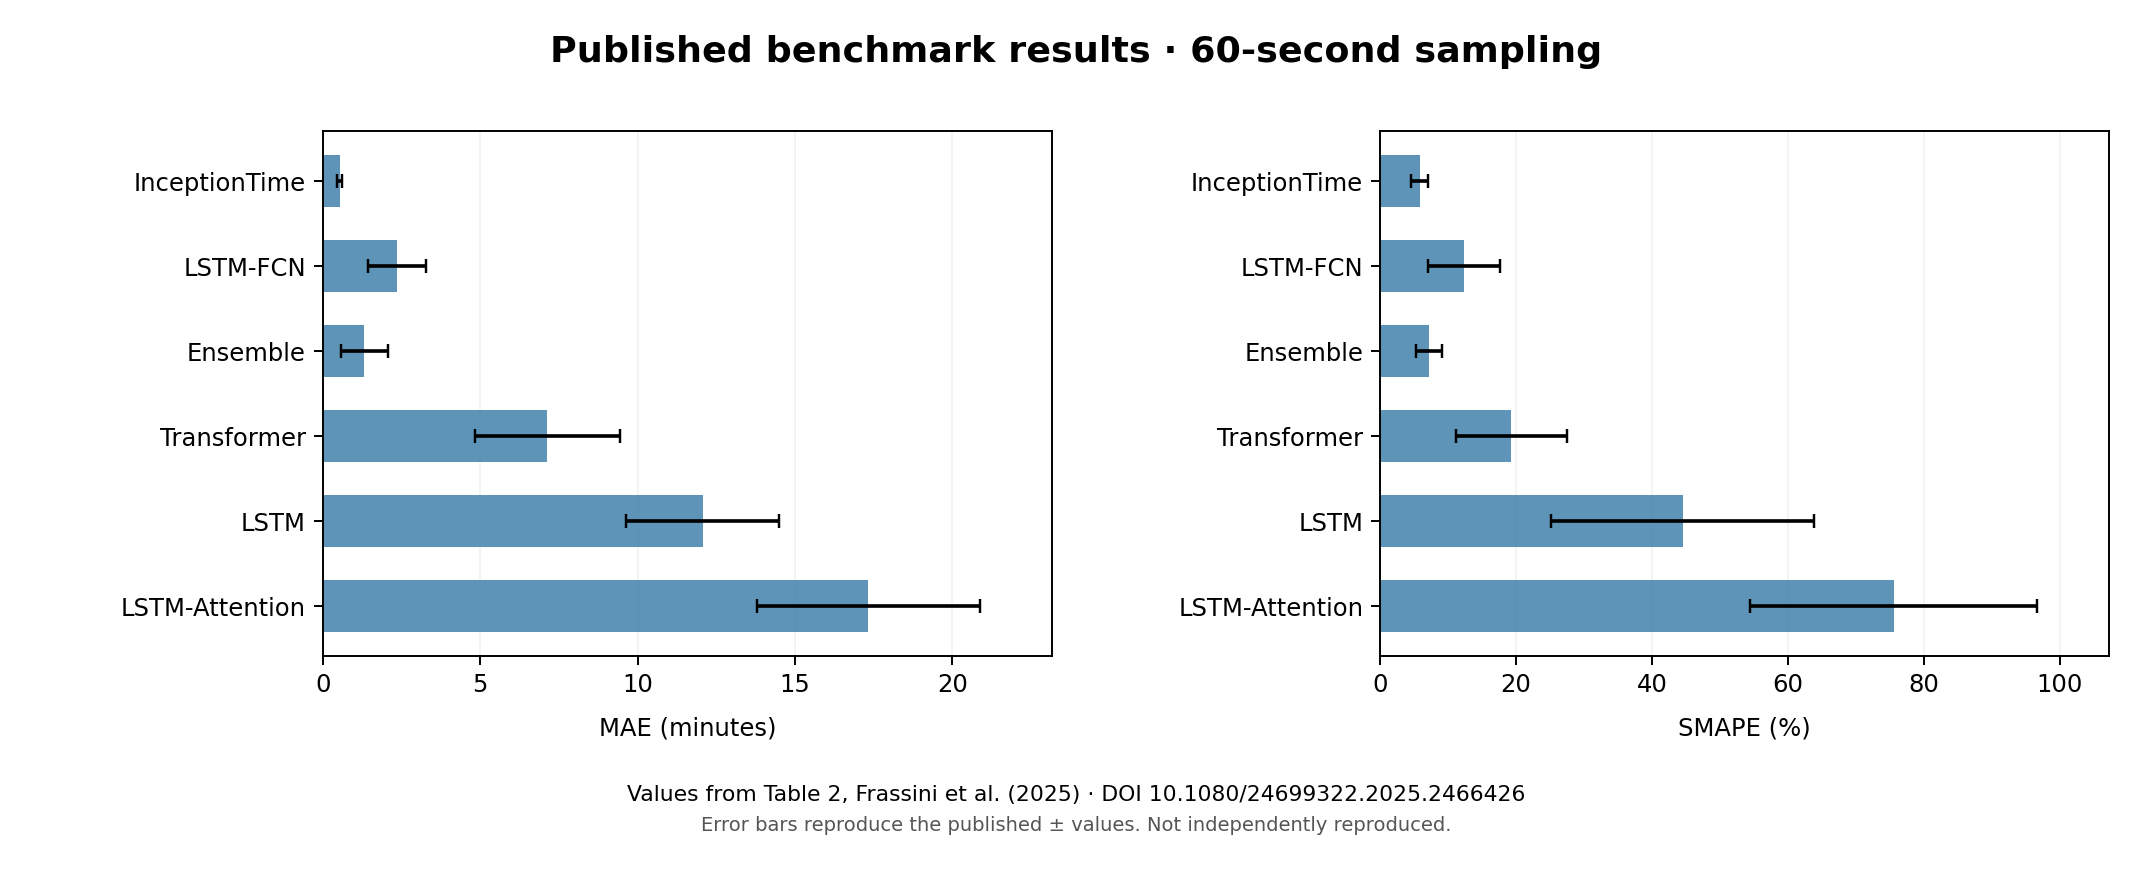 Published benchmark results · 60-second sampling
InceptionTime
LSTM-FCN
Ensemble
Transformer
LSTM
LSTM-Attention
0 5 10 15 20
MAE (minutes)
InceptionTime
LSTM-FCN
Ensemble
Transformer
LSTM
LSTM-Attention
0 20 40 60 80 100
SMAPE (%)
Values from Table 2, Frassini et al. (2025) · DOI 10.1080/24699322.2025.2466426
Error bars reproduce the published ± values. Not independently reproduced.